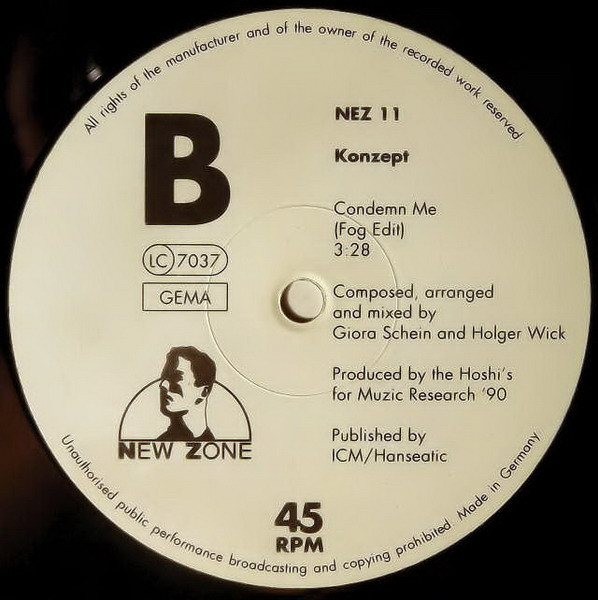 All rights of the manufacturer and of the owner of the recorded work reserved
B
LC 7037
GEMA
NEW ZONE
NEZ 11
Konzept
Condemn Me
(Fog Edit)
3:28
Composed, arranged
and mixed by
Giora Schein and Holger Wick
Produced by the Hoshi's
for Muzic Research '90
Published by
ICM/Hanseatic
45
RPM
Unauthorised public performance broadcasting and copying prohibited. Made in Germany.